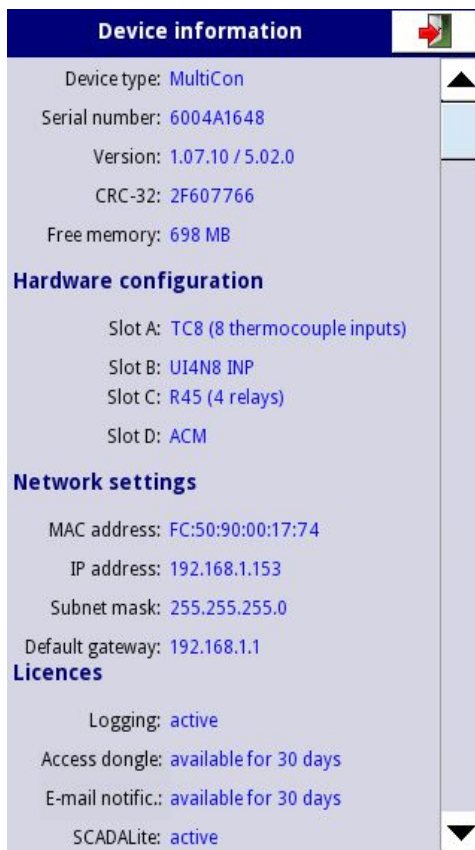 Device information
Device type: MultiCon
Serial number: 6004A1648
Version: 1.07.10 / 5.02.0
CRC-32: 2F607766
Free memory: 698 MB
Hardware configuration
Slot A: TC8 (8 thermocouple inputs)
Slot B: UI4N8 INP
Slot C: R45 (4 relays)
Slot D: ACM
Network settings
MAC address: FC:50:90:00:17:74
IP address: 192.168.1.153
Subnet mask: 255.255.255.0
Default gateway: 192.168.1.1
Licences
Logging: active
Access dongle: available for 30 days
E-mail notific.: available for 30 days
SCADALite: active